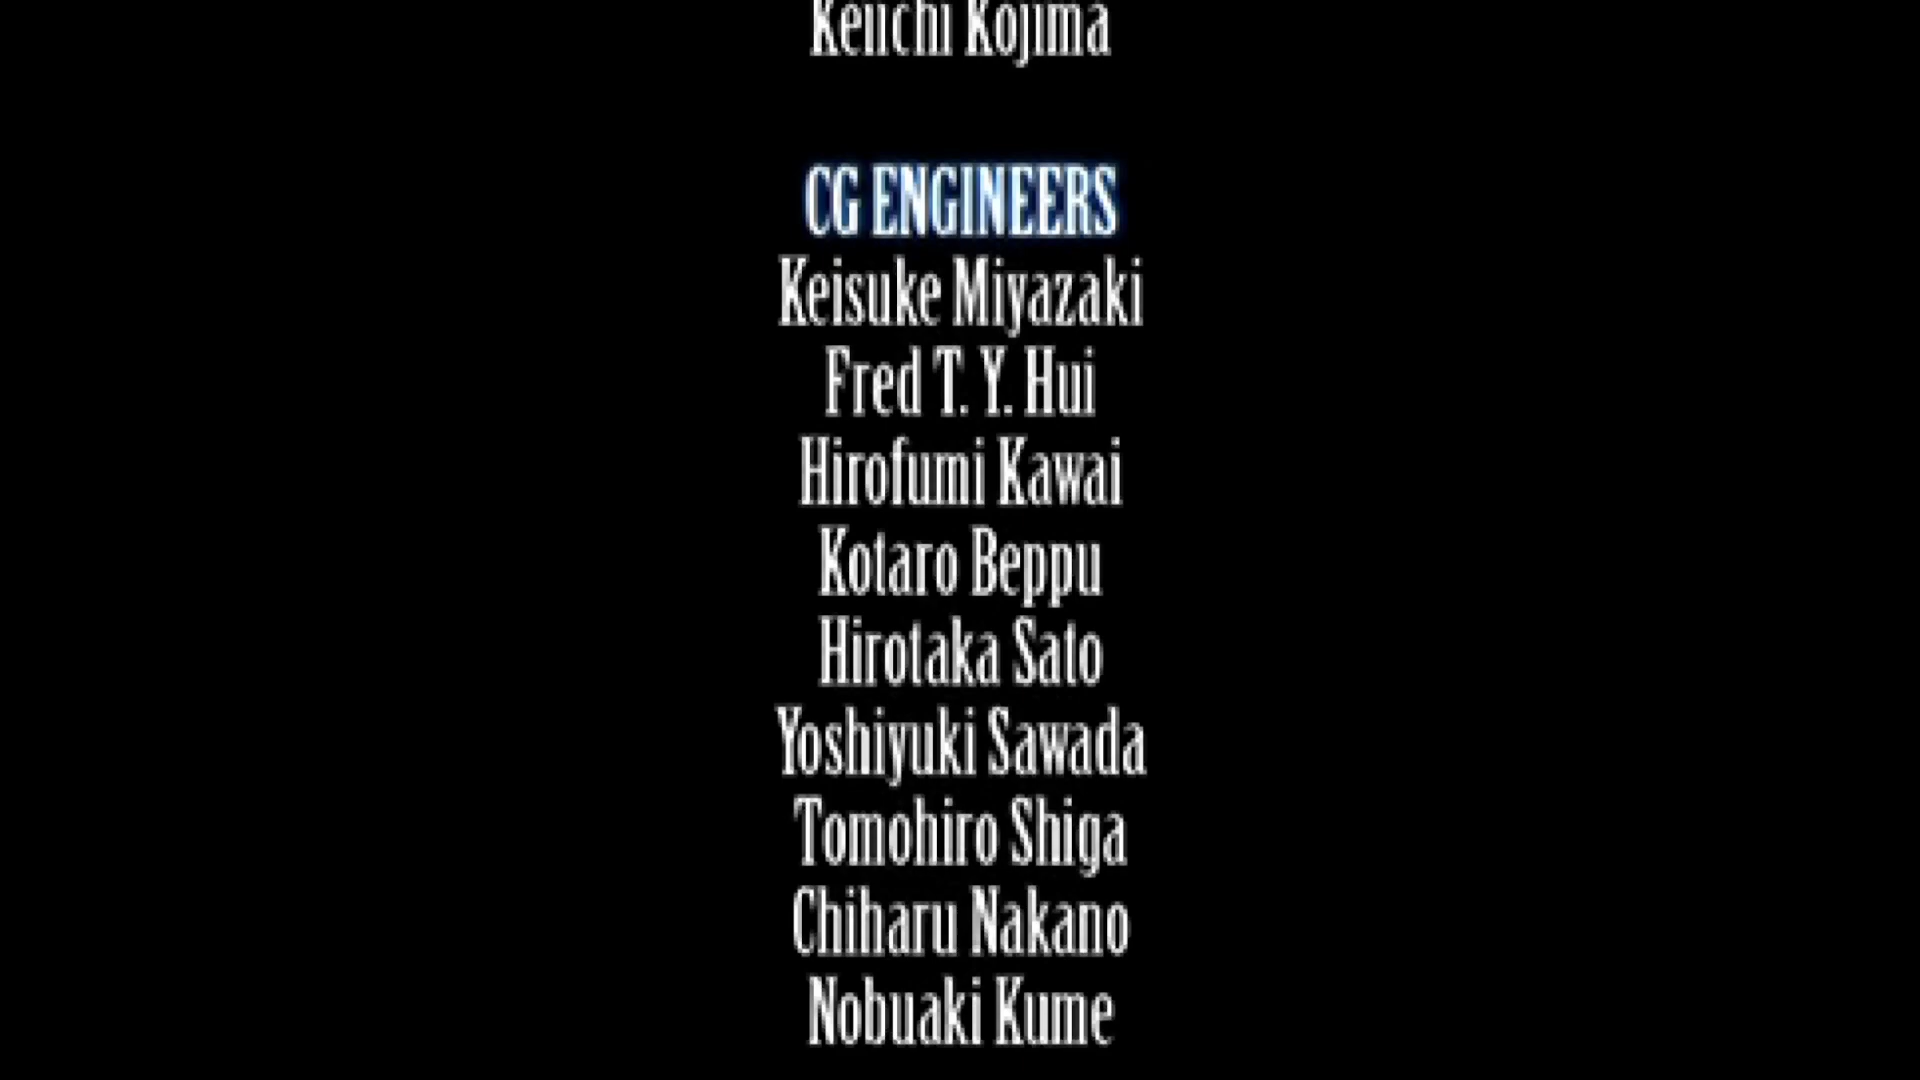 Keiichi Kojima
CG ENGINEERS
Keisuke Miyazaki
Fred T. Y. Hui
Hirofumi Kawai
Kotaro Beppu
Hirotaka Sato
Yoshiyuki Sawada
Tomohiro Shiga
Chiharu Nakano
Nobuaki Kume